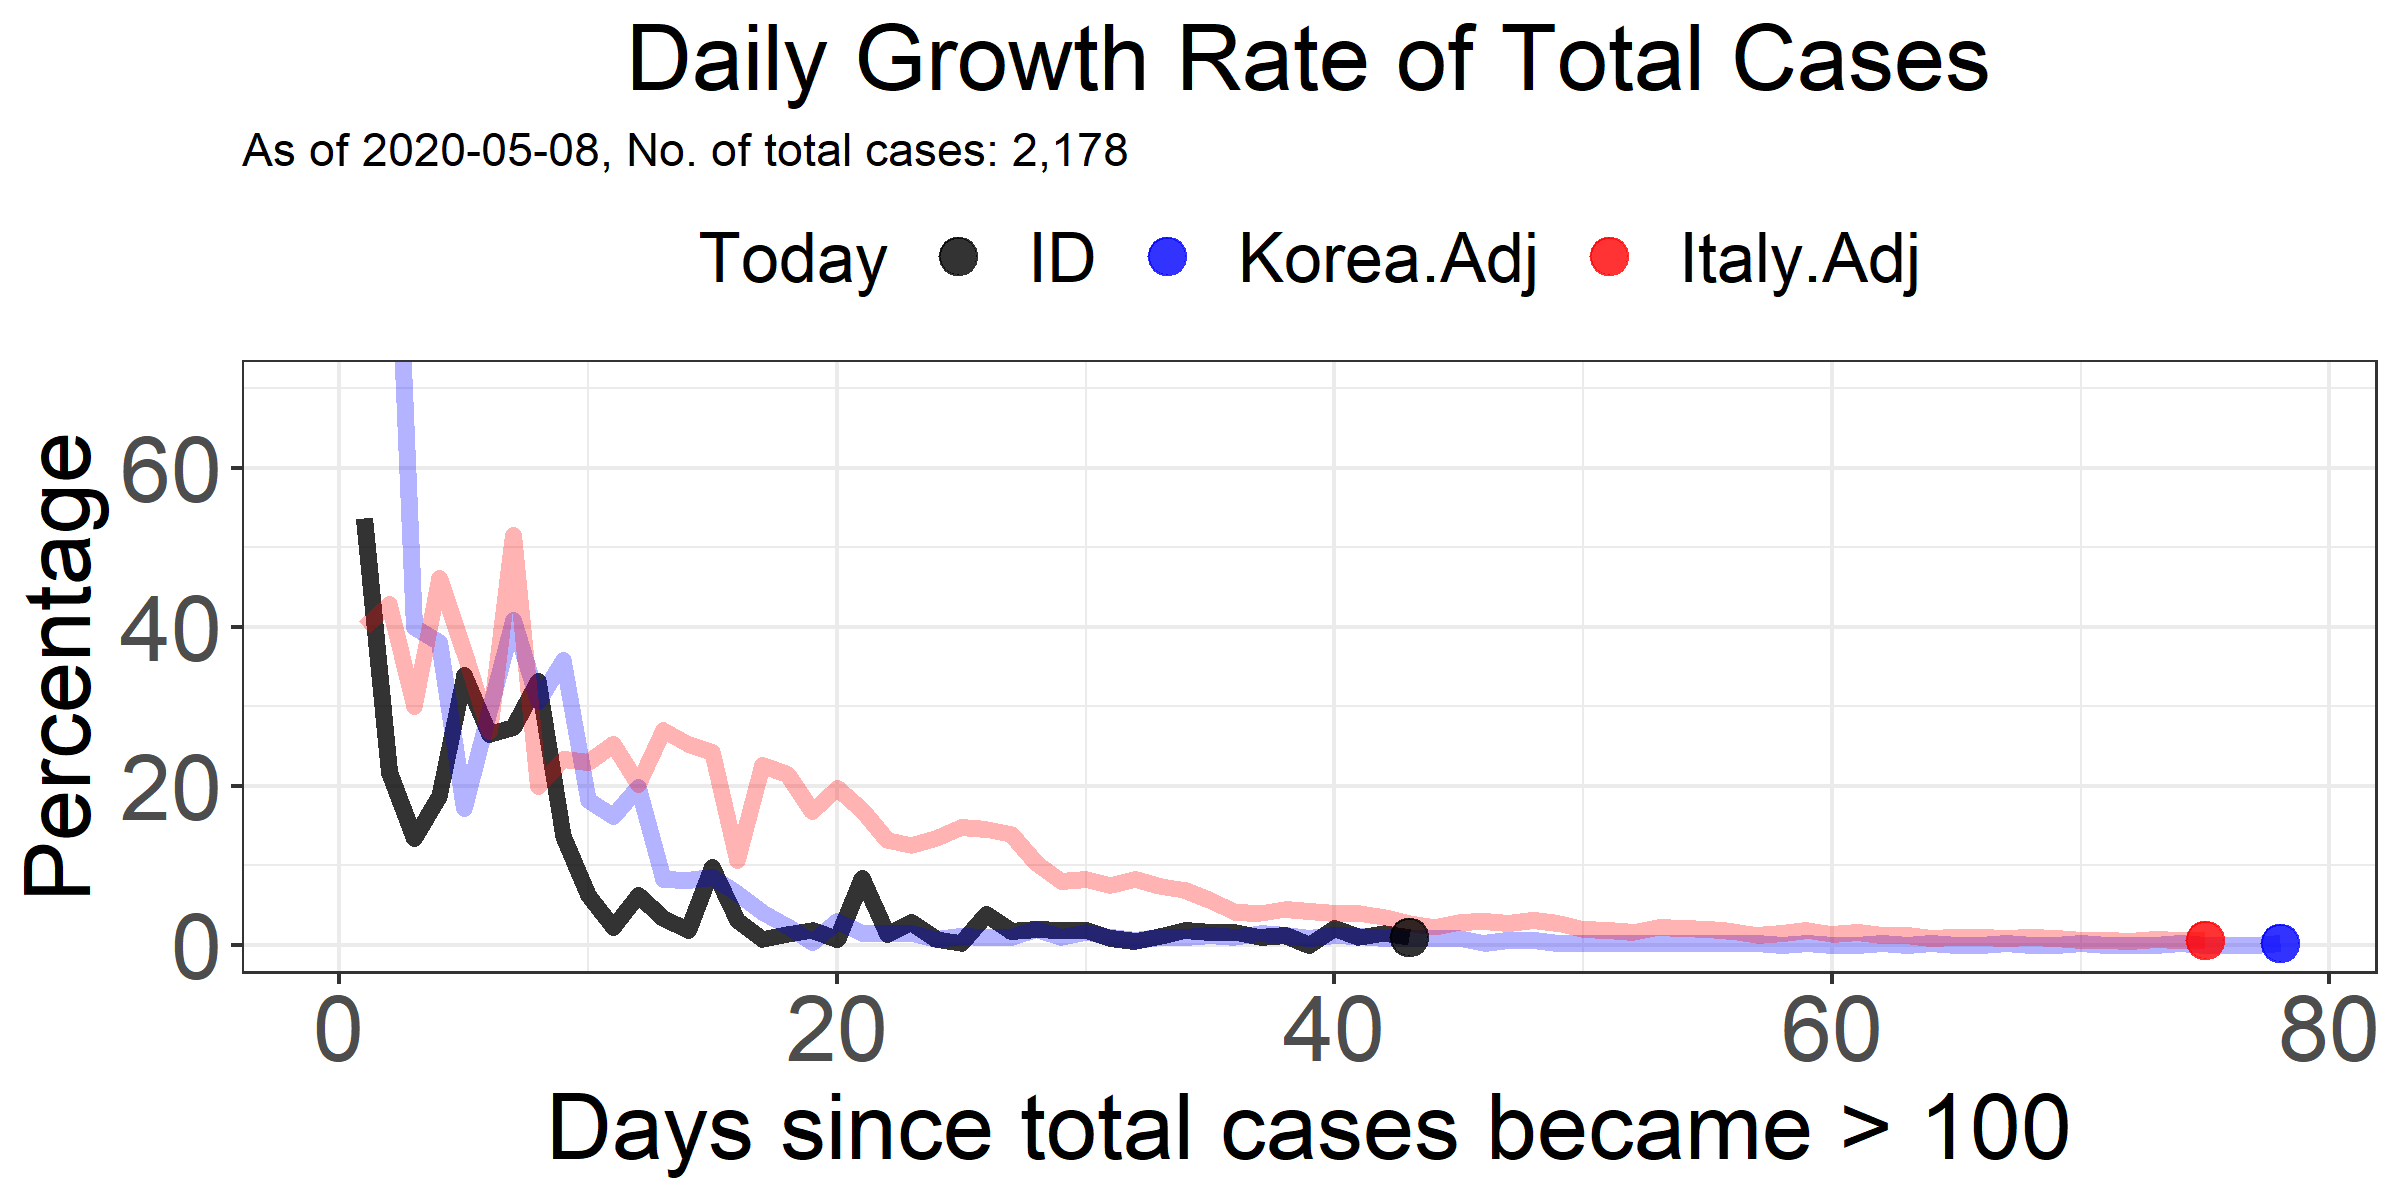 Daily Growth Rate of Total Cases
As of 2020-05-08, No. of total cases: 2,178
Today ID Korea.Adj Italy.Adj
Percentage
60
40
20
0
0 20 40 60 80
Days since total cases became > 100